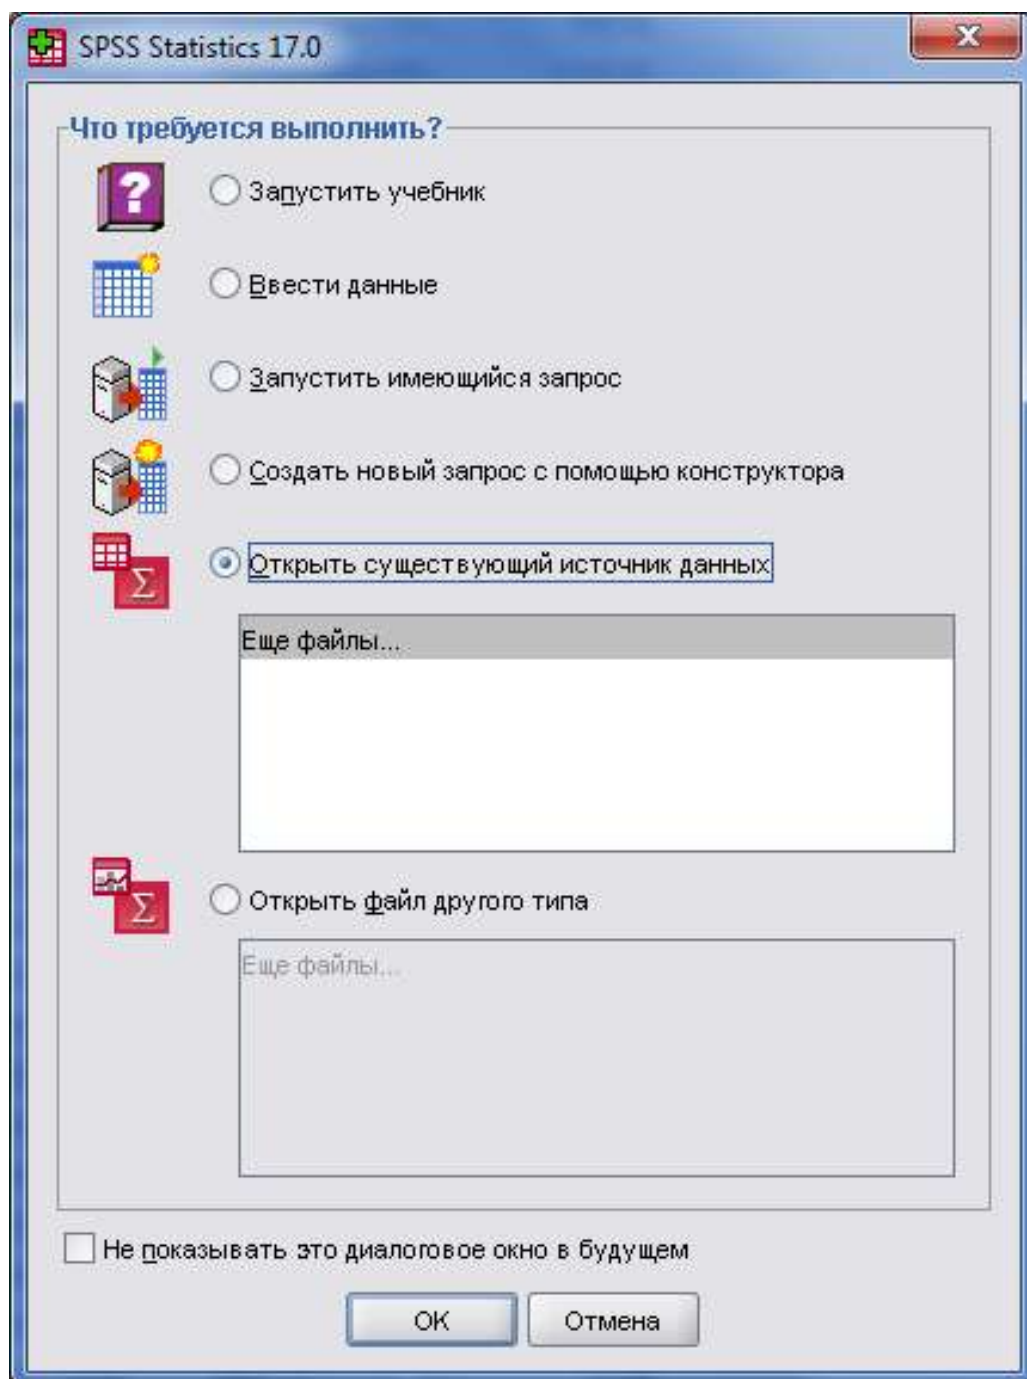 SPSS Statistics 17.0
Что требуется выполнить?
Запустить учебник
Ввести данные
Запустить имеющийся запрос
Создать новый запрос с помощью конструктора
Открыть существующий источник данных
Еще файлы...
Открыть файл другого типа
Еще файлы...
Не показывать это диалоговое окно в будущем
OK
Отмена